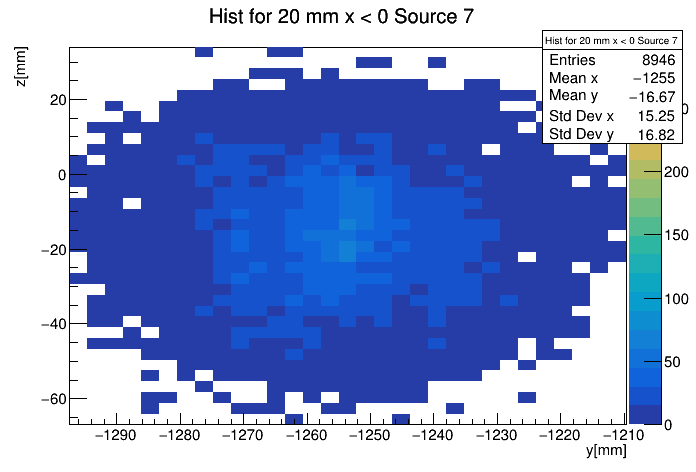 Hist for 20 mm x < 0 Source 7
Hist for 20 mm x < 0 Source 7
Entries 8946
Mean x −1255
Mean y −16.67
Std Dev x 15.25
Std Dev y 16.82
z[mm]
20
0
−20
−40
−60
−1290 −1280 −1270 −1260 −1250 −1240 −1230 −1220 −1210
y[mm]
200
150
100
50
0